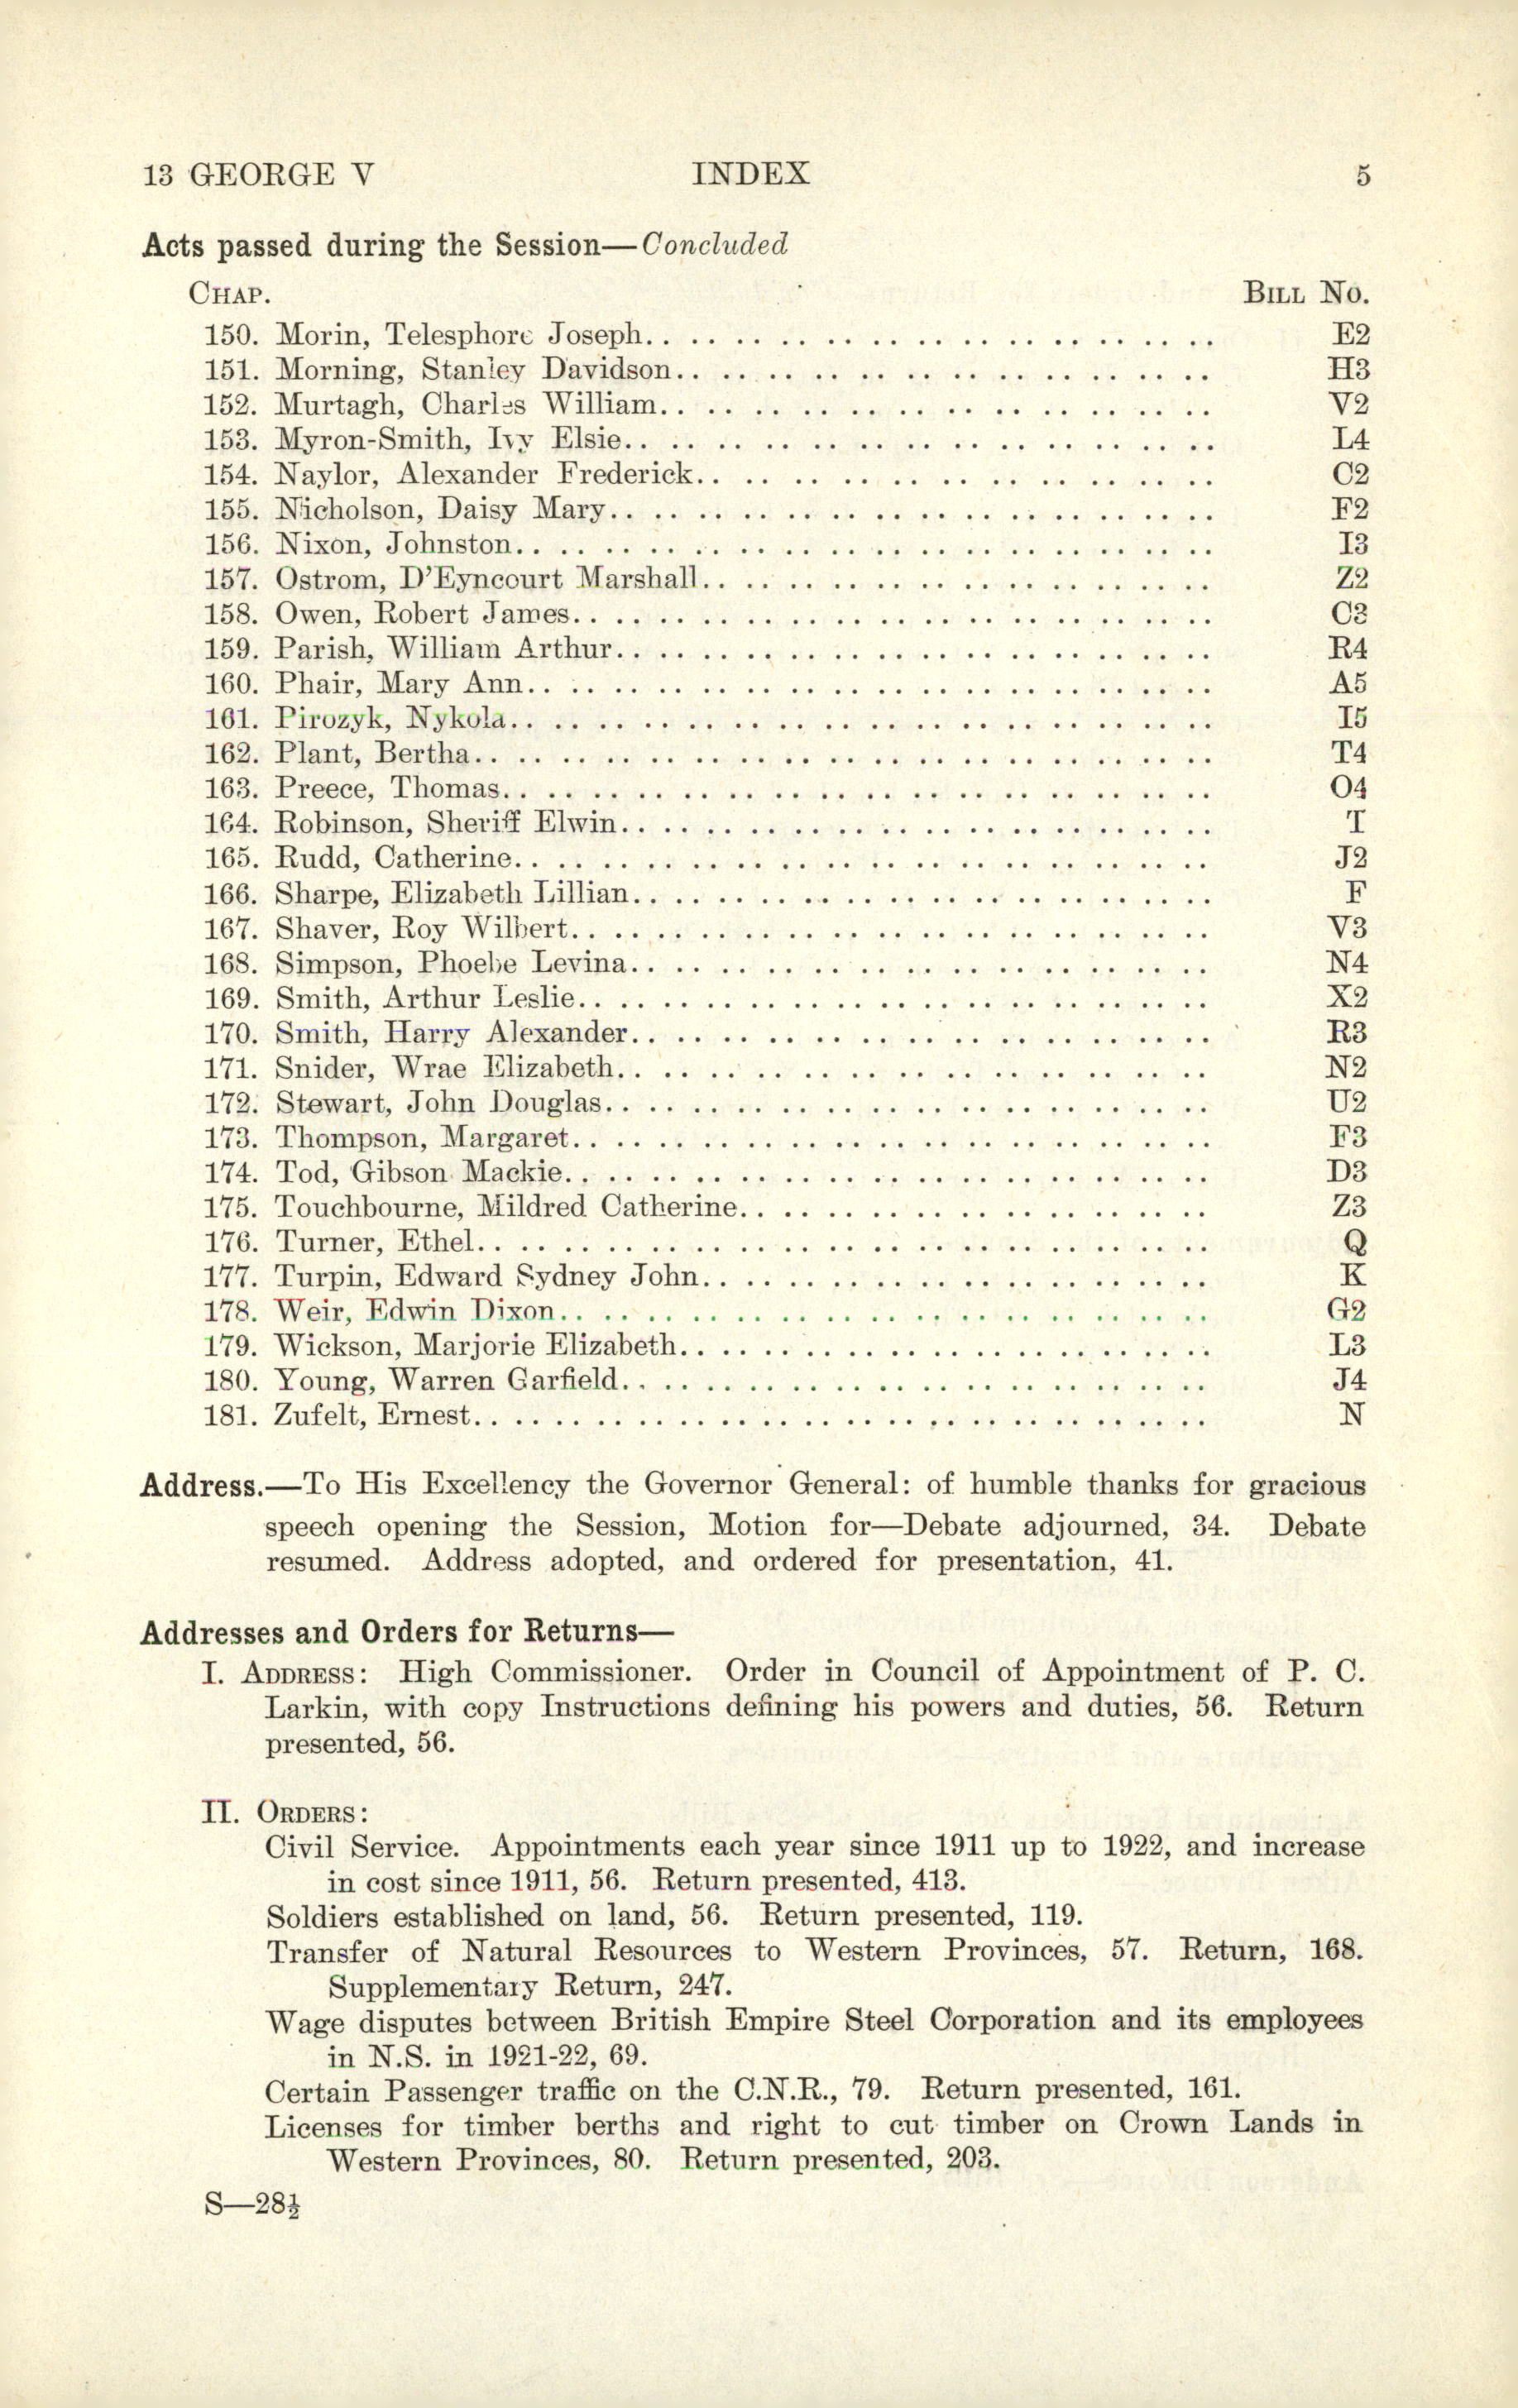 13 GEORGE V INDEX 5
Acts passed during the Session—Concluded
CHAP. BILL No.
150. Morin, Telesphore Joseph. . . . . . . . . . E2
151. Morning, Stanley Davidson. . . . . . . . . . H3
152. Murtagh, Charles William. . . . . . . . . . V2
153. Myron-Smith, Ivy Elsie. . . . . . . . . . L4
154. Naylor, Alexander Frederick. . . . . . . . . . C2
155. Nicholson, Daisy Mary. . . . . . . . . . F2
156. Nixon, Johnston. . . . . . . . . . I3
157. Ostrom, D'Eyncourt Marshall. . . . . . . . . . Z2
158. Owen, Robert James. . . . . . . . . . C3
159. Parish, William Arthur. . . . . . . . . . R4
160. Phair, Mary Ann. . . . . . . . . . A5
161. Pirozyk, Nykola. . . . . . . . . . I5
162. Plant, Bertha. . . . . . . . . . T4
163. Preece, Thomas. . . . . . . . . . O4
164. Robinson, Sheriff Elwin. . . . . . . . . . T
165. Rudd, Catherine. . . . . . . . . . J2
166. Sharpe, Elizabeth Lillian. . . . . . . . . . F
167. Shaver, Roy Wilbert. . . . . . . . . . V3
168. Simpson, Phoebe Levina. . . . . . . . . . N4
169. Smith, Arthur Leslie. . . . . . . . . . X2
170. Smith, Harry Alexander. . . . . . . . . . R3
171. Snider, Wrae Elizabeth. . . . . . . . . . N2
172. Stewart, John Douglas. . . . . . . . . . U2
173. Thompson, Margaret. . . . . . . . . . F3
174. Tod, Gibson Mackie. . . . . . . . . . D3
175. Touchbourne, Mildred Catherine. . . . . . . . . . Z3
176. Turner, Ethel. . . . . . . . . . Q
177. Turpin, Edward Sydney John. . . . . . . . . . K
178. Weir, Edwin Dixon. . . . . . . . . . G2
179. Wickson, Marjorie Elizabeth. . . . . . . . . . L3
180. Young, Warren Garfield. . . . . . . . . . J4
181. Zufelt, Ernest. . . . . . . . . . N
Address.—To His Excellency the Governor General: of humble thanks for gracious
speech opening the Session, Motion for—Debate adjourned, 34. Debate
resumed. Address adopted, and ordered for presentation, 41.
Addresses and Orders for Returns—
I. ADDRESS: High Commissioner. Order in Council of Appointment of P. C.
Larkin, with copy Instructions defining his powers and duties, 56. Return
presented, 56.
II. ORDERS:
Civil Service. Appointments each year since 1911 up to 1922, and increase
in cost since 1911, 56. Return presented, 413.
Soldiers established on land, 56. Return presented, 119.
Transfer of Natural Resources to Western Provinces, 57. Return, 168.
Supplementary Return, 247.
Wage disputes between British Empire Steel Corporation and its employees
in N.S. in 1921-22, 69.
Certain Passenger traffic on the C.N.R., 79. Return presented, 161.
Licenses for timber berths and right to cut timber on Crown Lands in
Western Provinces, 80. Return presented, 203.
S—28½